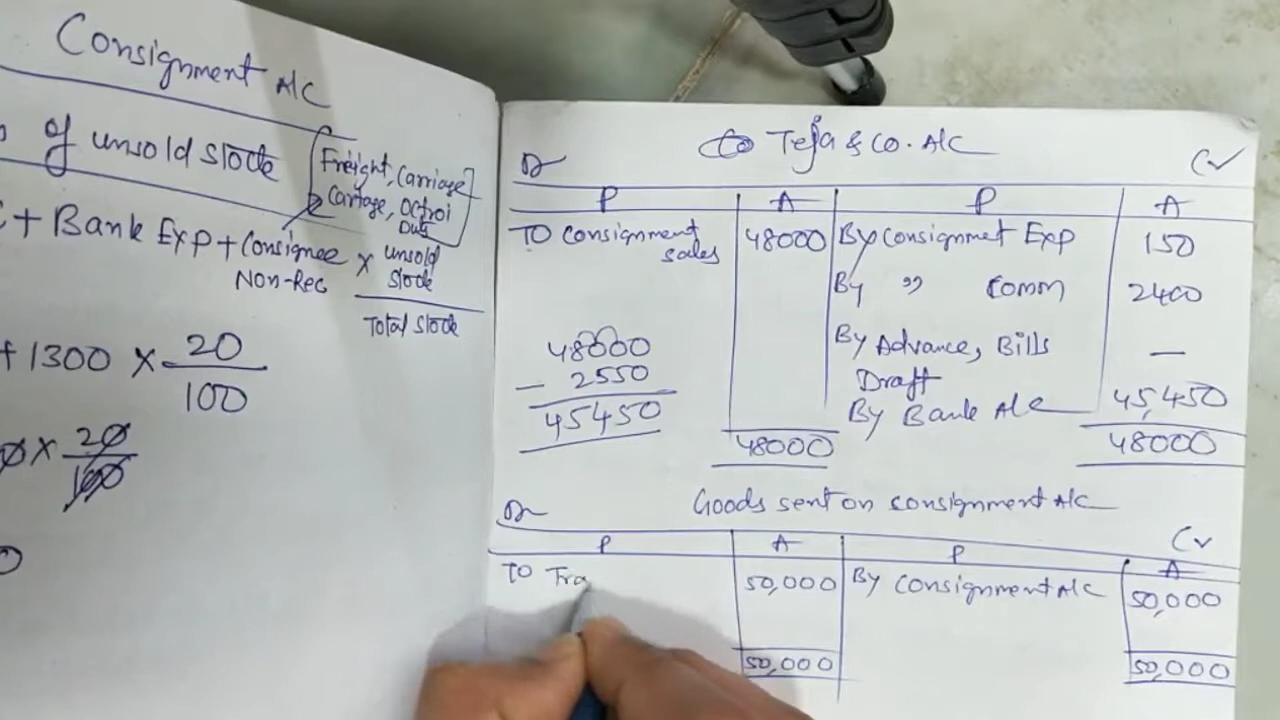 Consignment A/C
of unsold stock
Freight, Carriage
Cartage, Octroi
Duty
+ Bank Exp + Consignee × unsold stock
Non-Rec
Total stock
+ 1300 × 20
100
× 20
100
Teja & Co. A/C
Dr Cr
P A P A
To Consignment sales 48000 By Consignmet Exp 150
By " Comm 2400
By Advance, Bills Draft —
By Bank A/c 45,450
48000 48000
48000
- 2550
45450
Goods sent on consignment A/c
Dr Cr
P A P A
To Tra 50,000 By Consignment A/c 50,000
50,000 50,000